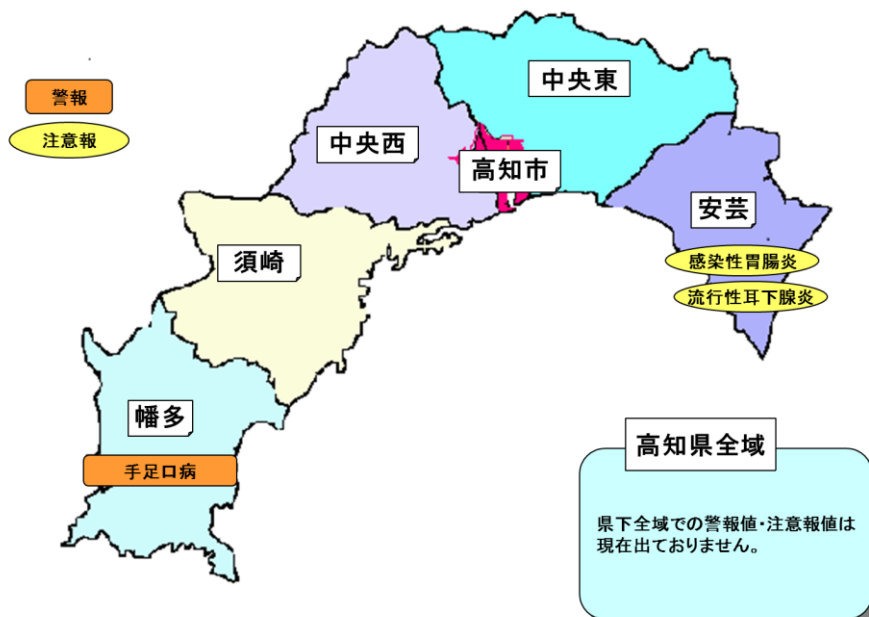 警報
注意報
中央東
中央西
高知市
安芸
感染性胃腸炎
流行性耳下腺炎
須崎
幡多
手足口病
高知県全域
県下全域での警報値・注意報値は
現在出ておりません。